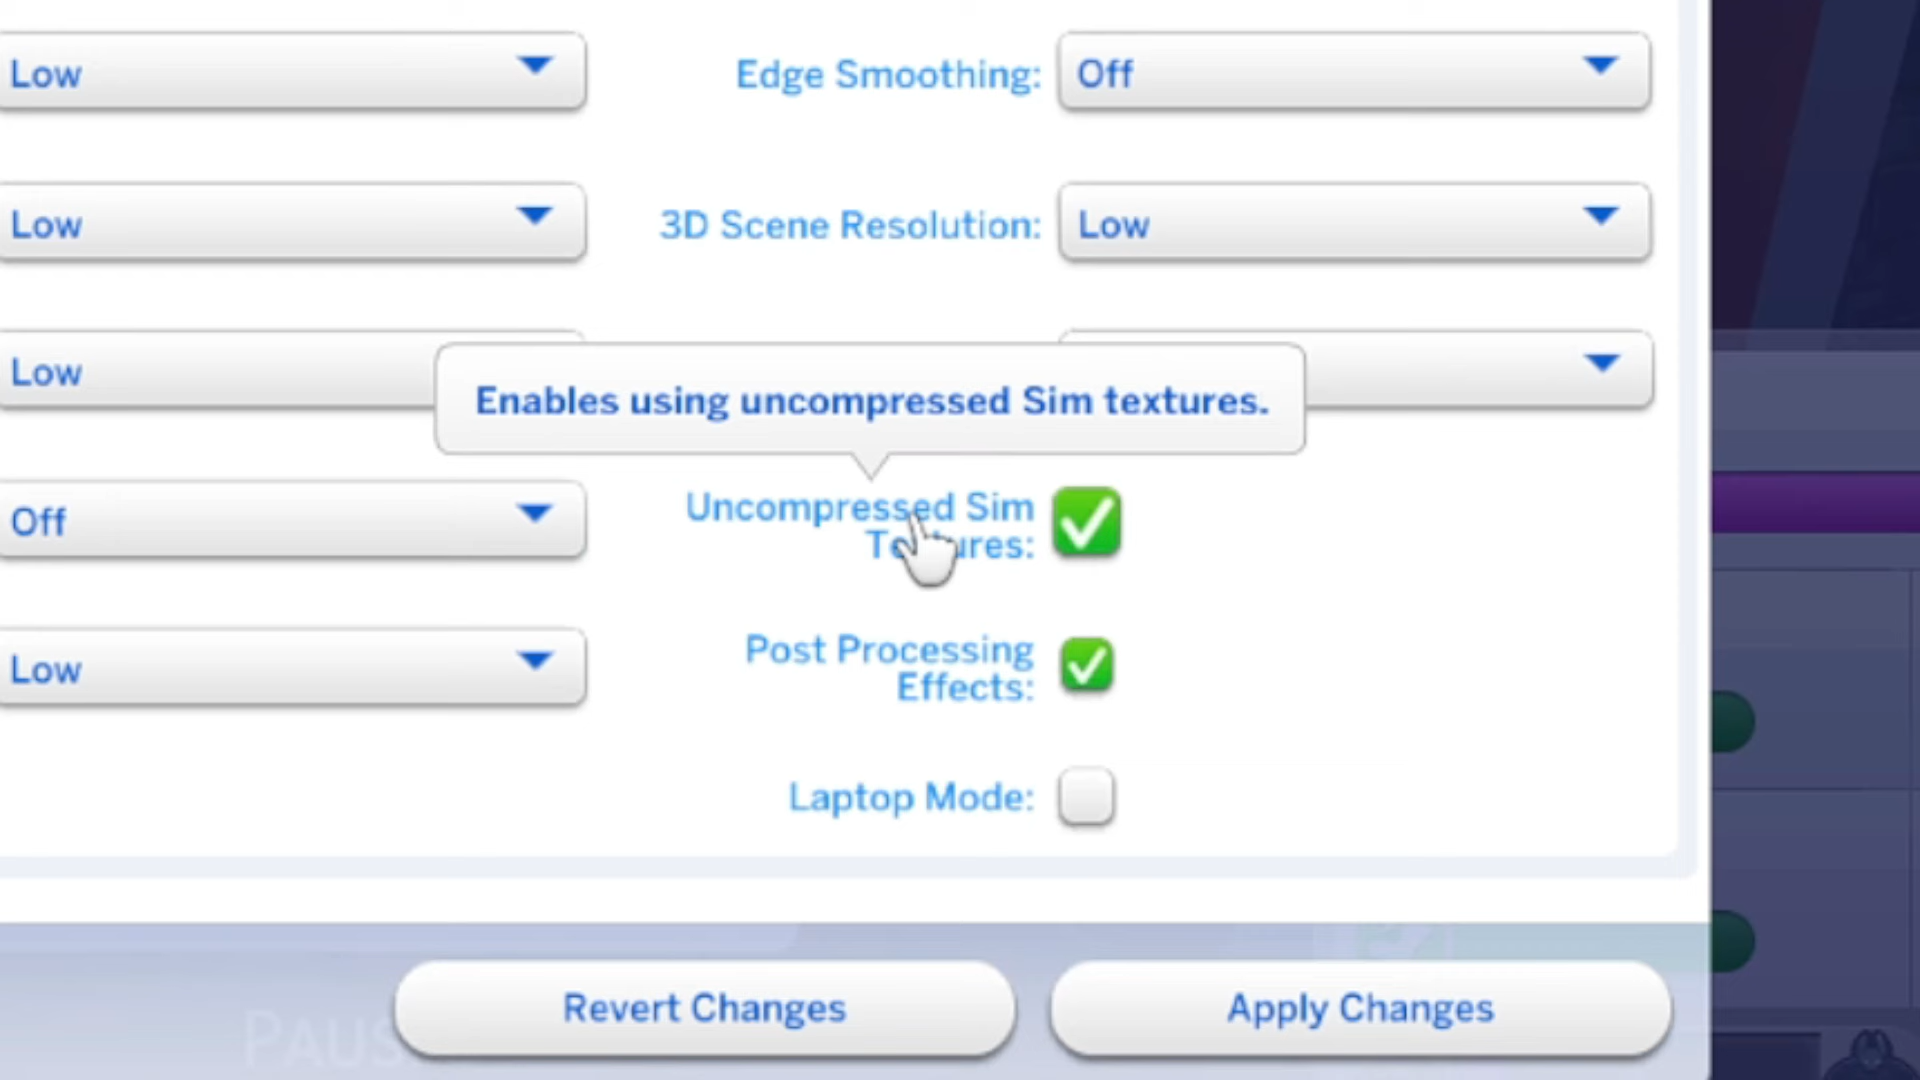 Low
Edge Smoothing:
Off
Low
3D Scene Resolution:
Low
Low
Enables using uncompressed Sim textures.
Off
Uncompressed Sim
Textures:
Low
Post Processing
Effects:
Laptop Mode:
Revert Changes
Apply Changes